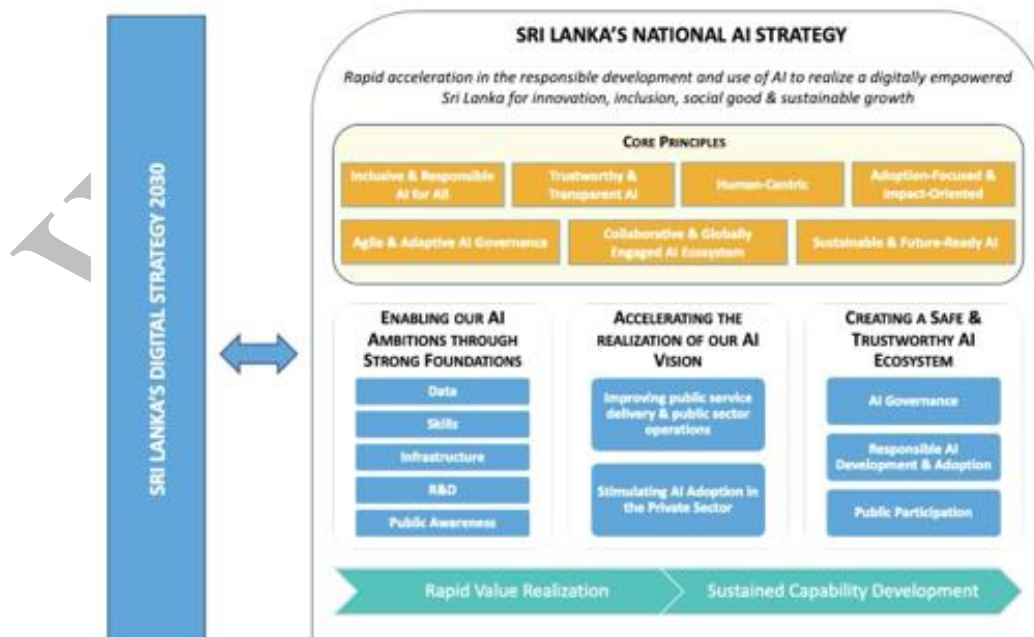 SRI LANKA'S DIGITAL STRATEGY 2030
SRI LANKA'S NATIONAL AI STRATEGY
Rapid acceleration in the responsible development and use of AI to realize a digitally empowered
Sri Lanka for innovation, inclusion, social good & sustainable growth
CORE PRINCIPLES
Inclusive & Responsible
AI for All
Trustworthy &
Transparent AI
Human-Centric
Adoption-Focused &
Impact-Oriented
Agile & Adaptive AI Governance
Collaborative & Globally
Engaged AI Ecosystem
Sustainable & Future-Ready AI
ENABLING OUR AI
AMBITIONS THROUGH
STRONG FOUNDATIONS
Data
Skills
Infrastructure
R&D
Public Awareness
ACCELERATING THE
REALIZATION OF OUR AI
VISION
Improving public service
delivery & public sector
operations
Stimulating AI Adoption in
the Private Sector
CREATING A SAFE &
TRUSTWORTHY AI
ECOSYSTEM
AI Governance
Responsible AI
Development & Adoption
Public Participation
Rapid Value Realization
Sustained Capability Development